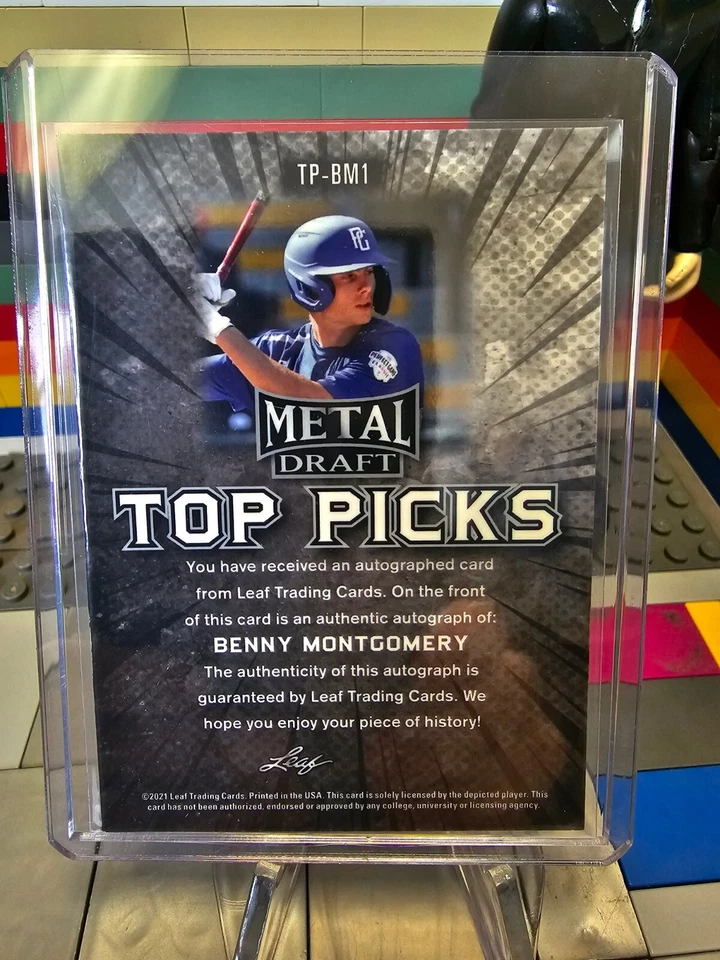 TP-BM1
PG
METAL
DRAFT
TOP PICKS
You have received an autographed card
from Leaf Trading Cards. On the front
of this card is an authentic autograph of:
BENNY MONTGOMERY
The authenticity of this autograph is
guaranteed by Leaf Trading Cards. We
hope you enjoy your piece of history!
Leaf
©2021 Leaf Trading Cards. Printed in the USA. This card is solely licensed by the depicted player. This
card has not been authorized, endorsed or approved by any college, university or licensing agency.